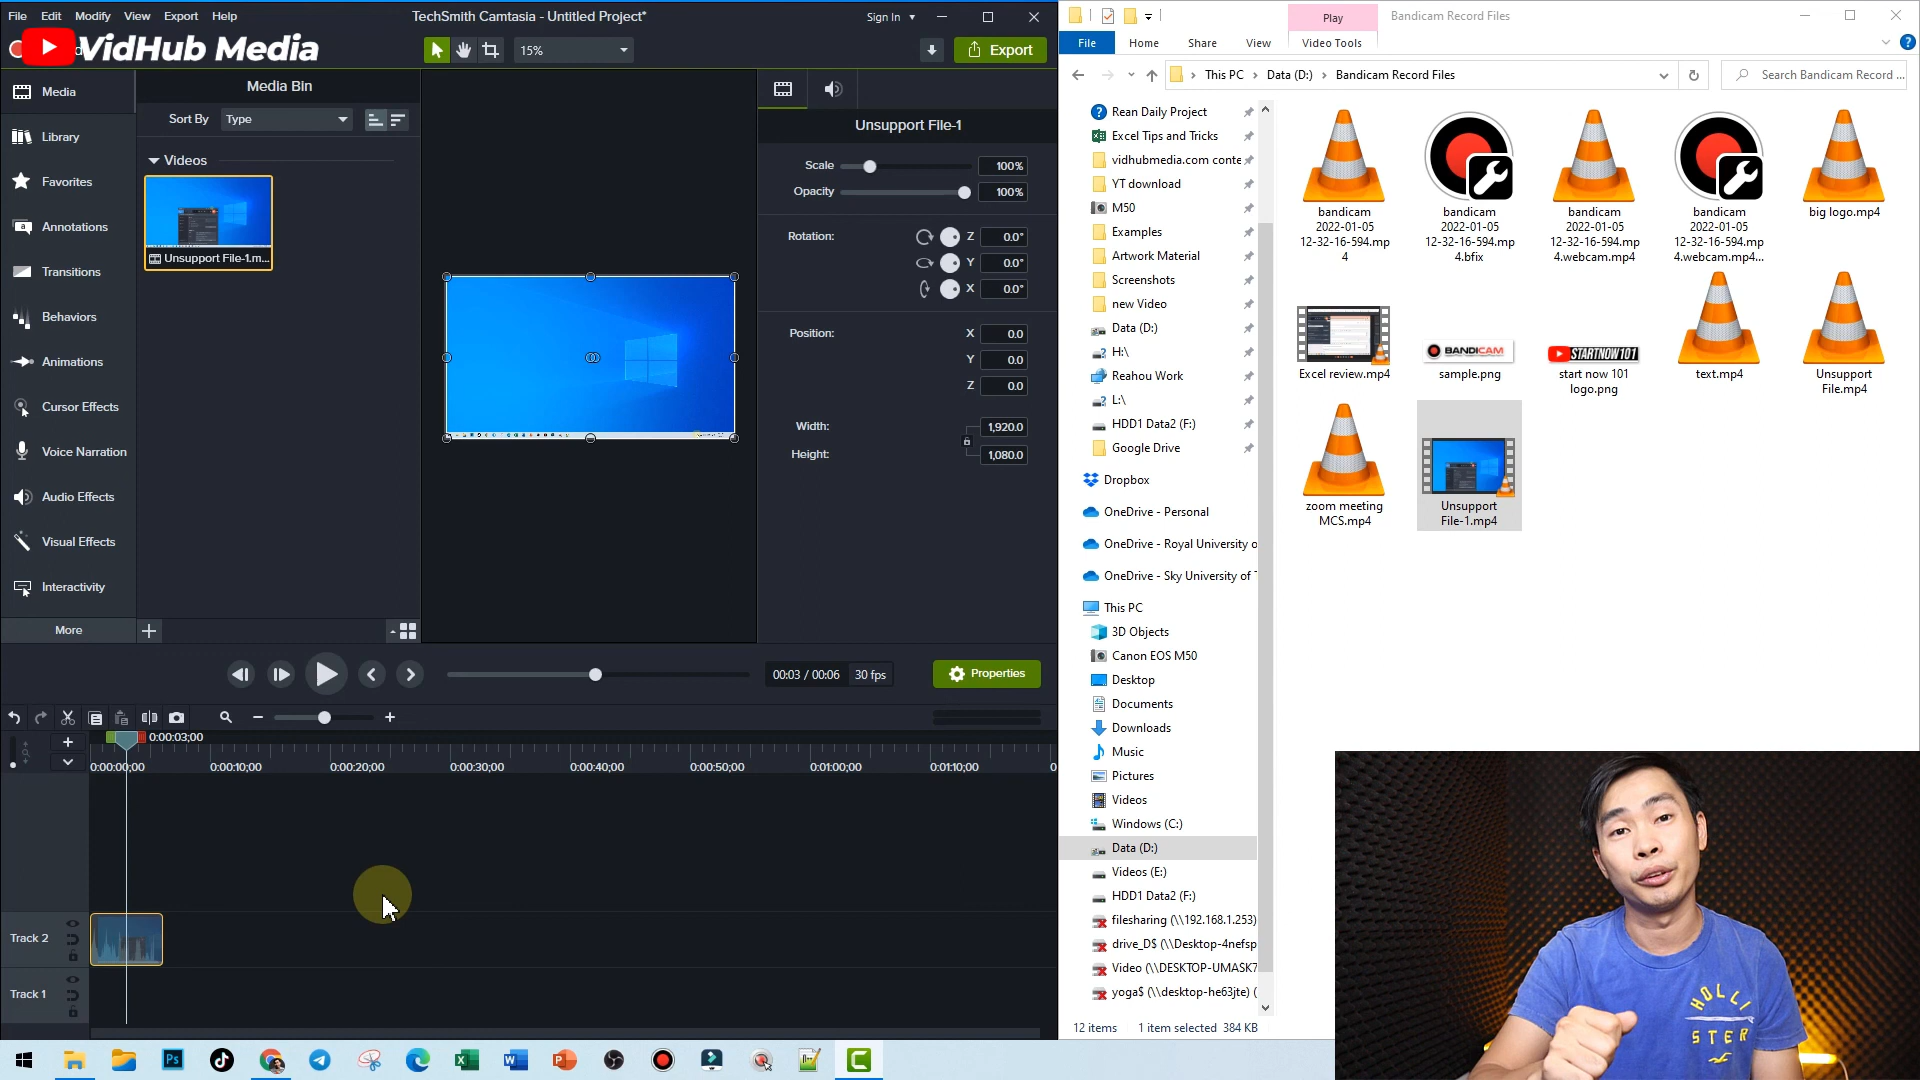 File Edit Modify View Export Help
TechSmith Camtasia - Untitled Project*
Sign In
VidHub Media
15%
Export
Media
Library
Favorites
Annotations
Transitions
Behaviors
Animations
Cursor Effects
Voice Narration
Audio Effects
Visual Effects
Interactivity
More
Media Bin
Sort By Type
Videos
Unsupport File-1.m...
Unsupport File-1
Scale 100%
Opacity 100%
Rotation: Z 0.0°
Y 0.0°
X 0.0°
Position: X 0.0
Y 0.0
Z 0.0
Width: 1,920.0
Height: 1,080.0
00:03 / 00:06 30 fps
Properties
0:00:03;00
0:00:00;00 0:00:10;00 0:00:20;00 0:00:30;00 0:00:40;00 0:00:50;00 0:01:00;00 0:01:10;00
Track 2
Track 1
Play
Bandicam Record Files
File Home Share View Video Tools
This PC Data (D:) Bandicam Record Files
Search Bandicam Record ...
Rean Daily Project
Excel Tips and Tricks
vidhubmedia.com conte
YT download
M50
Examples
Artwork Material
Screenshots
new Video
Data (D:)
H:\
Reahou Work
L:\
HDD1 Data2 (F:)
Google Drive
Dropbox
OneDrive - Personal
OneDrive - Royal University o
OneDrive - Sky University of
This PC
3D Objects
Canon EOS M50
Desktop
Documents
Downloads
Music
Pictures
Videos
Windows (C:)
Data (D:)
Videos (E:)
HDD1 Data2 (F:)
filesharing (\\192.168.1.253)
drive_D$ (\\Desktop-4nefsp
Video (\\DESKTOP-UMASK7
yoga$ (\\desktop-he63jte) (
bandicam
2022-01-05
12-32-16-594.mp
4
bandicam
2022-01-05
12-32-16-594.mp
4.bfix
bandicam
2022-01-05
12-32-16-594.mp
4.webcam.mp4
bandicam
2022-01-05
12-32-16-594.mp
4.webcam.mp4...
big logo.mp4
Excel review.mp4
BANDICAM
sample.png
STARTNOW101
start now 101
logo.png
text.mp4
Unsupport
File.mp4
zoom meeting
MCS.mp4
Unsupport
File-1.mp4
12 items 1 item selected 384 KB
HOLLI
STER